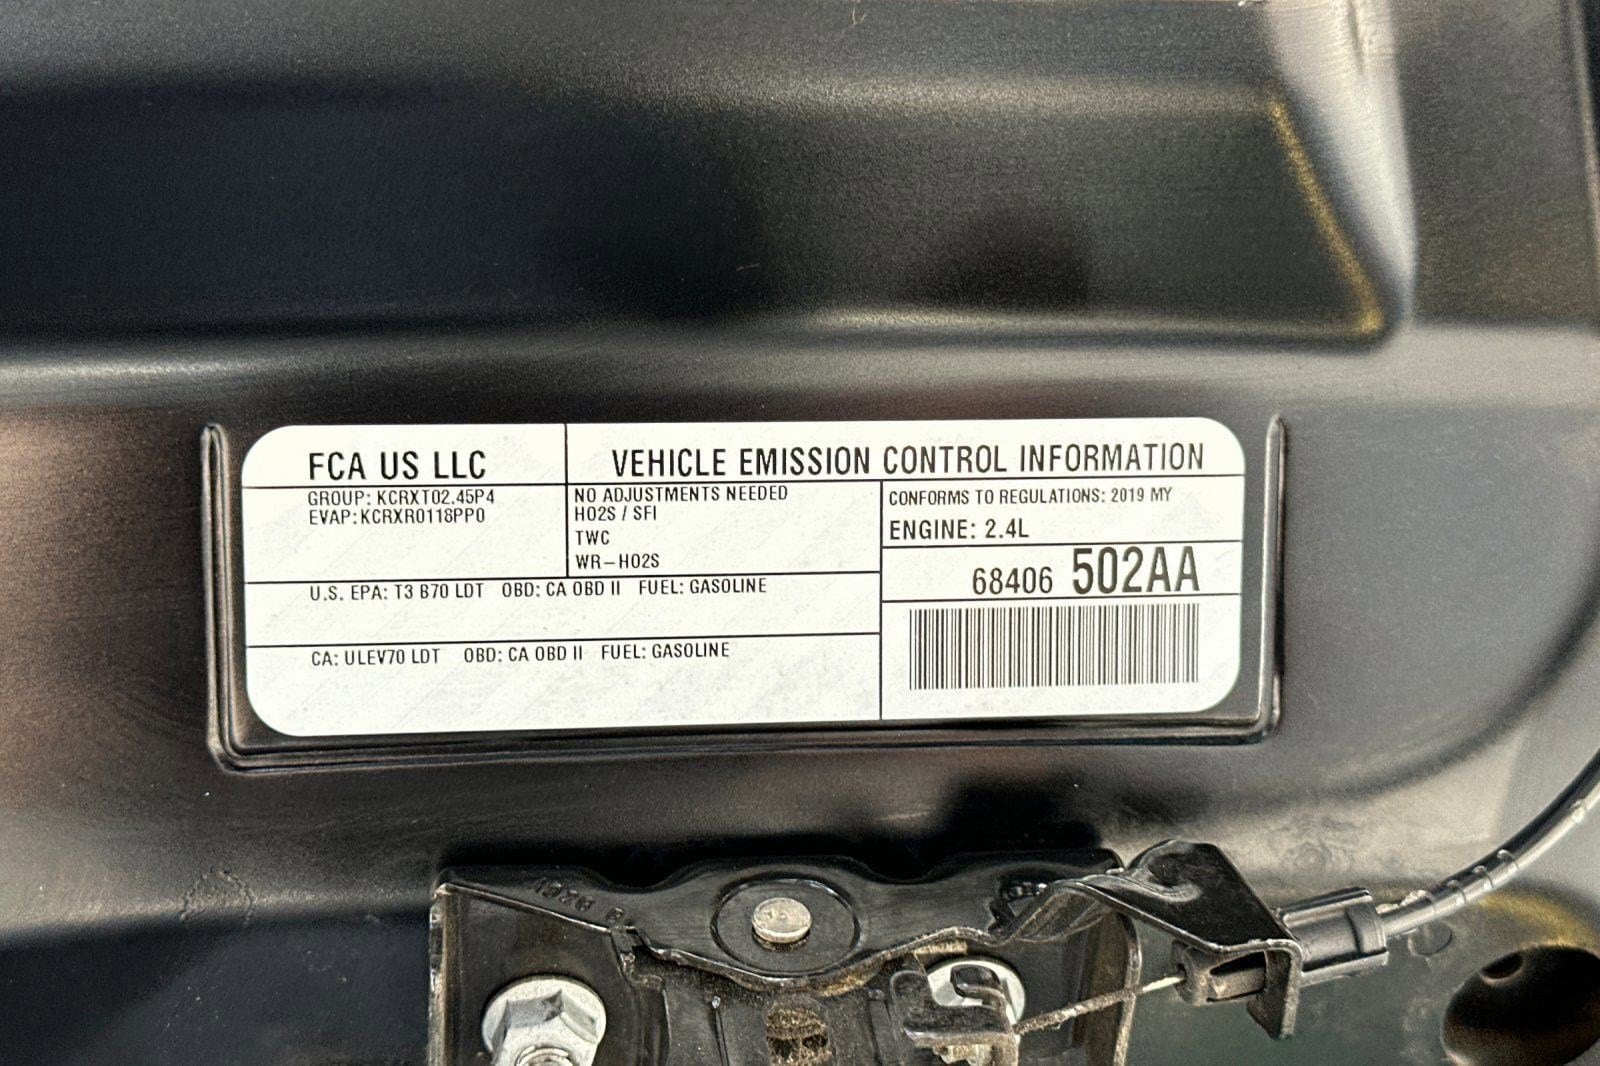 FCA US LLC
VEHICLE EMISSION CONTROL INFORMATION
GROUP: KCRXT02.45P4
EVAP:KCRXR0118PP0
NO ADJUSTMENTS NEEDED
HO2S / SFI
TWC
WR-HO2S
CONFORMS TO REGULATIONS: 2019 MY
ENGINE: 2.4L
68406 502AA
U.S. EPA: T3 B70 LDT OBD: CA OBD II FUEL: GASOLINE
CA: ULEV70 LDT OBD: CA OBD II FUEL: GASOLINE